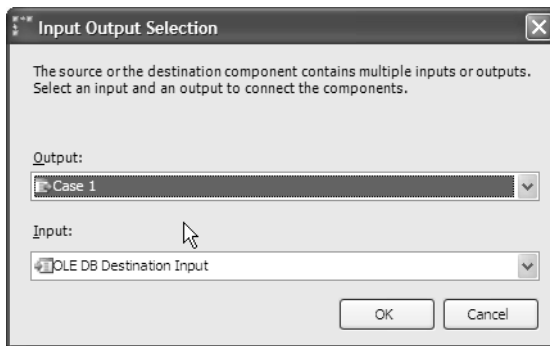 Input Output Selection
The source or the destination component contains multiple inputs or outputs.
Select an input and an output to connect the components.
Output:
Case 1
Input:
OLE DB Destination Input
OK
Cancel